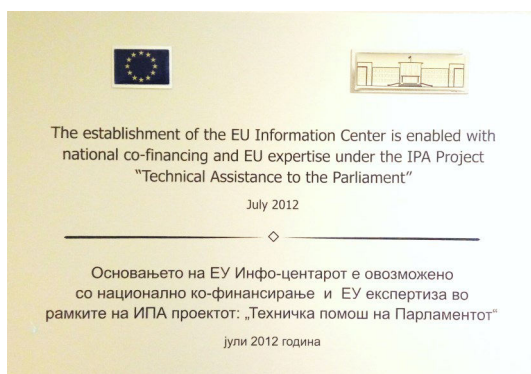 The establishment of the EU Information Center is enabled with
national co-financing and EU expertise under the IPA Project
“Technical Assistance to the Parliament”
July 2012
Основањето на ЕУ Инфо-центарот е овозможено
со национално ко-финансирање и ЕУ експертиза во
рамките на ИПА проектот: „Техничка помош на Парламентот“
јули 2012 година